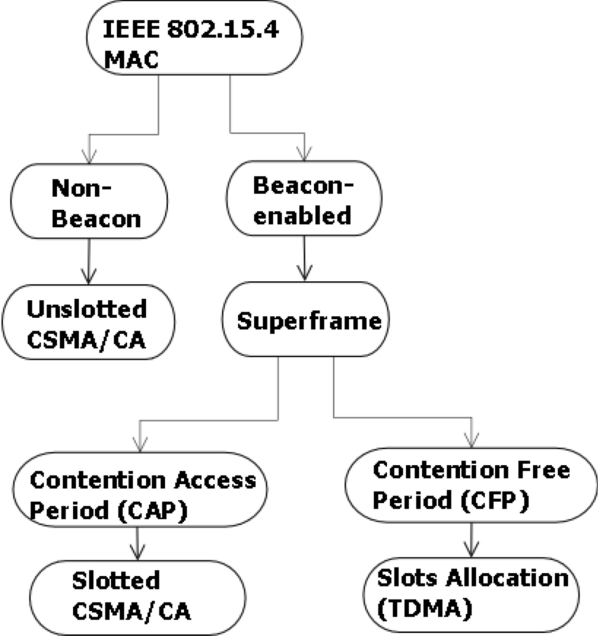 IEEE 802.15.4
MAC
Non-
Beacon
Beacon-
enabled
Unslotted
CSMA/CA
Superframe
Contention Access
Period (CAP)
Contention Free
Period (CFP)
Slotted
CSMA/CA
Slots Allocation
(TDMA)